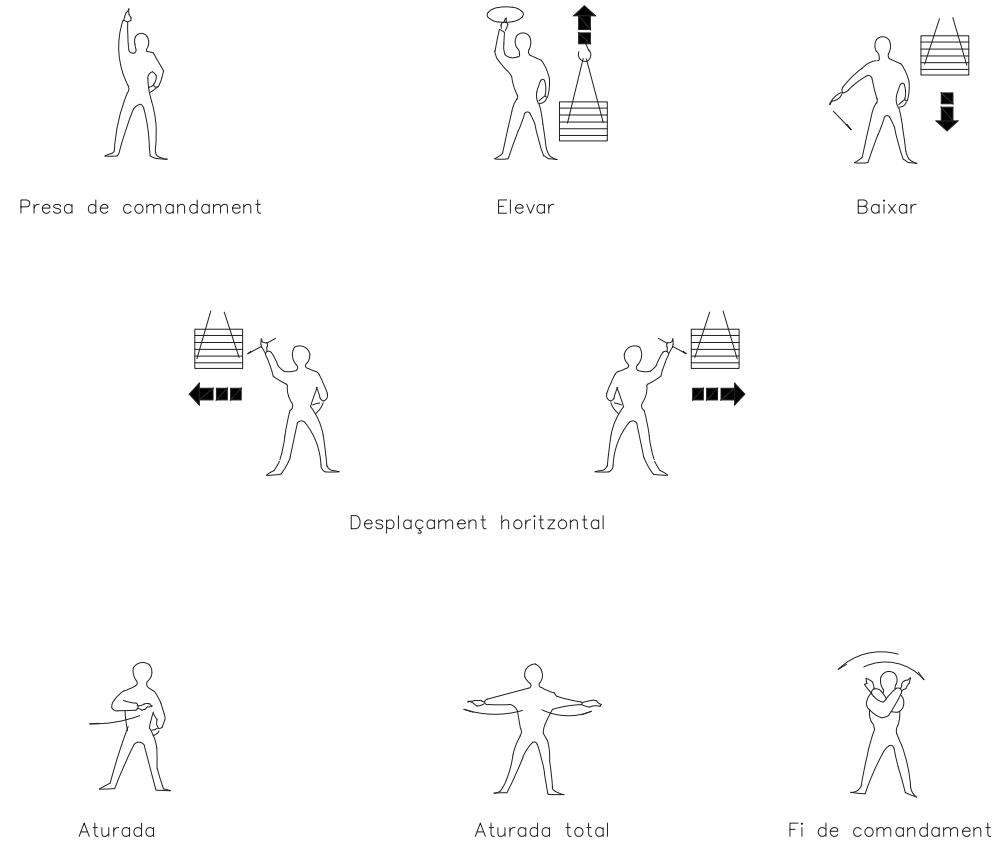 Presa de comandament
Elevar
Baixar
Desplaçament horitzontal
Aturada
Aturada total
Fi de comandament